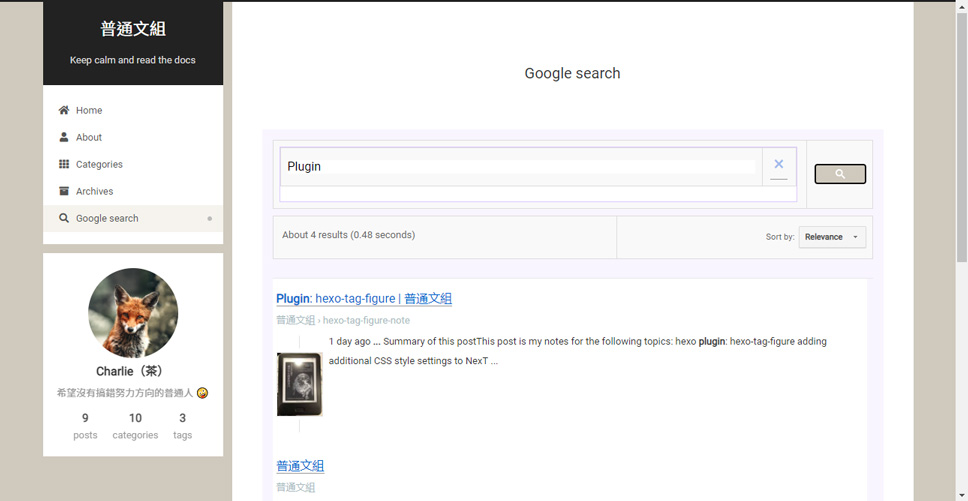 普通文組
Keep calm and read the docs
Home
About
Categories
Archives
Google search
Charlie（茶）
希望沒有搞錯努力方向的普通人
9 10 3
posts categories tags
Google search
Plugin
About 4 results (0.48 seconds)
Sort by: Relevance
Plugin: hexo-tag-figure | 普通文組
普通文組 › hexo-tag-figure-note
1 day ago ... Summary of this postThis post is my notes for the following topics: hexo plugin: hexo-tag-figure adding
additional CSS style settings to NexT ...
普通文組
普通文組